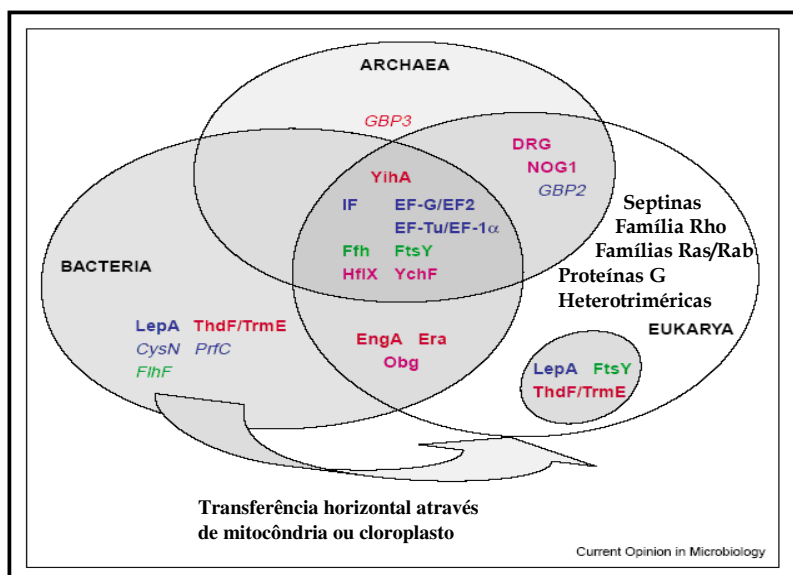 ARCHAEA
GBP3
DRG
NOG1
GBP2
YihA
IF EF-G/EF2
EF-Tu/EF-1α
Ffh FtsY
HflX YchF
Septinas
Família Rho
Famílias Ras/Rab
Proteínas G
Heterotriméricas
EUKARYA
BACTERIA
LepA ThdF/TrmE
CysN PrfC
FlhF
EngA Era
Obg
LepA FtsY
ThdF/TrmE
Transferência horizontal através
de mitocôndria ou cloroplasto
Current Opinion in Microbiology